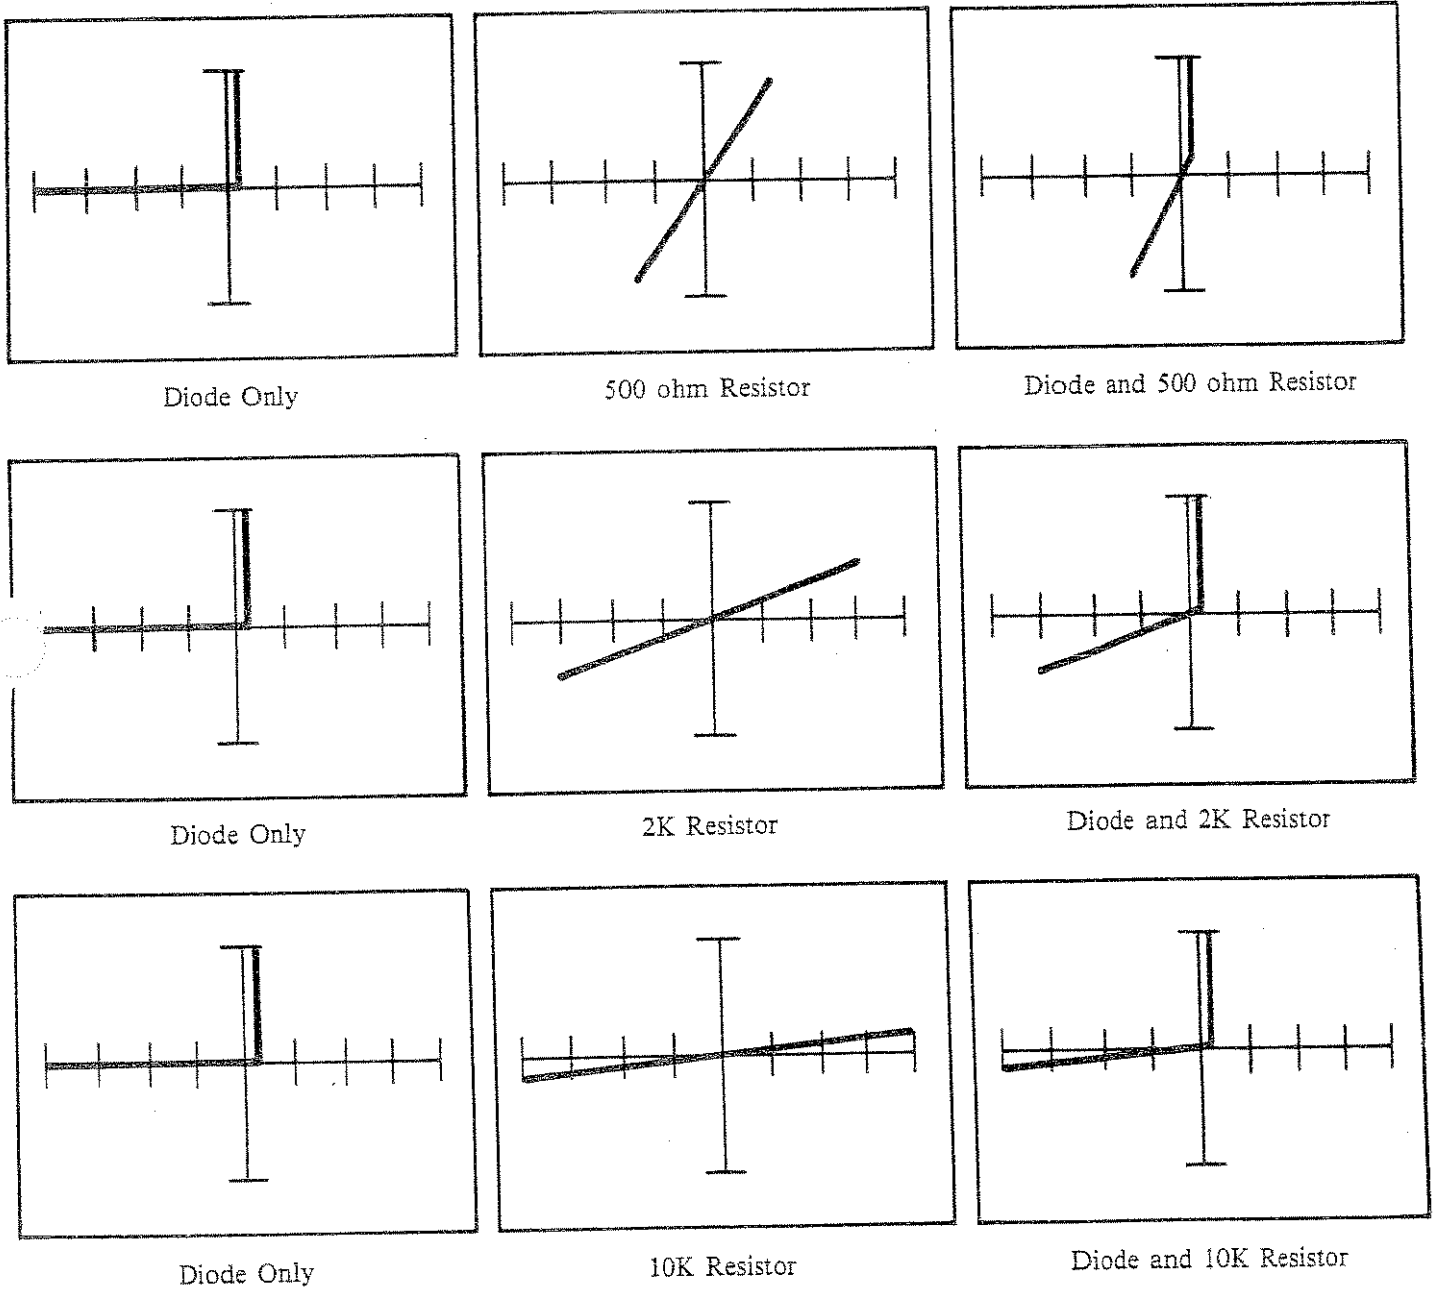 Diode Only
500 ohm Resistor
Diode and 500 ohm Resistor
Diode Only
2K Resistor
Diode and 2K Resistor
Diode Only
10K Resistor
Diode and 10K Resistor